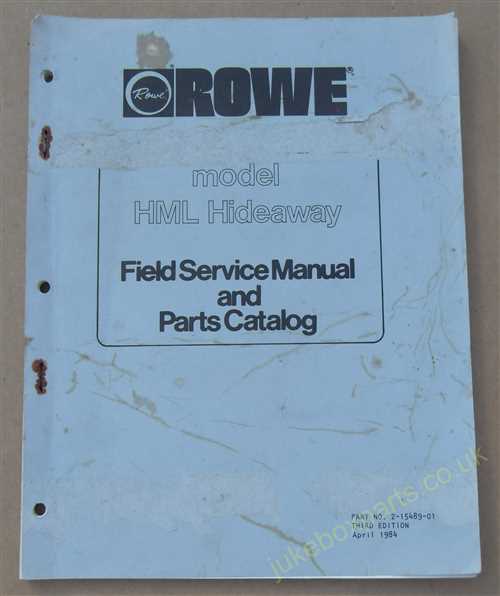 Rowe ROWE®
model
HML Hideaway
Field Service Manual
and
Parts Catalog
PART NO. 2-15489-01
THIRD EDITION
April 1984
jukeboxparts.co.uk